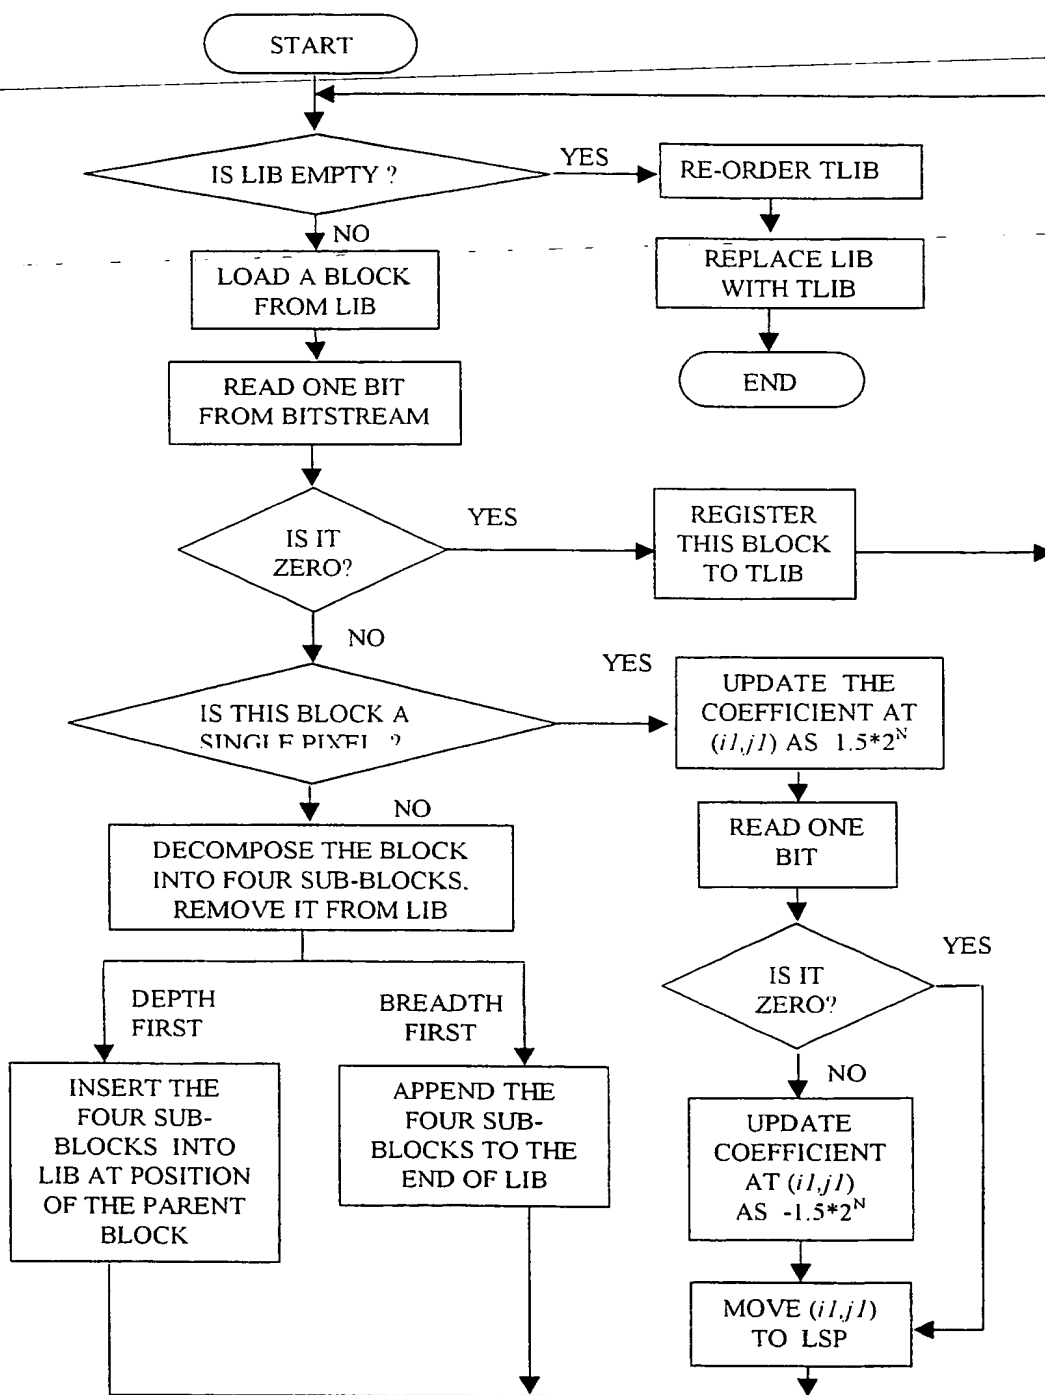 START
IS LIB EMPTY ?
YES
RE-ORDER TLIB
NO
REPLACE LIB
WITH TLIB
LOAD A BLOCK
FROM LIB
END
READ ONE BIT
FROM BITSTREAM
IS IT
ZERO?
YES
REGISTER
THIS BLOCK
TO TLIB
NO
IS THIS BLOCK A
SINGLE PIXEL ?
YES
UPDATE THE
COEFFICIENT AT
(i1,j1) AS 1.5*2^N
NO
READ ONE
BIT
DECOMPOSE THE BLOCK
INTO FOUR SUB-BLOCKS.
REMOVE IT FROM LIB
IS IT
ZERO?
YES
DEPTH
FIRST
BREADTH
FIRST
NO
INSERT THE
FOUR SUB-
BLOCKS INTO
LIB AT POSITION
OF THE PARENT
BLOCK
APPEND THE
FOUR SUB-
BLOCKS TO THE
END OF LIB
UPDATE
COEFFICIENT
AT (i1,j1)
AS -1.5*2^N
MOVE (i1,j1)
TO LSP